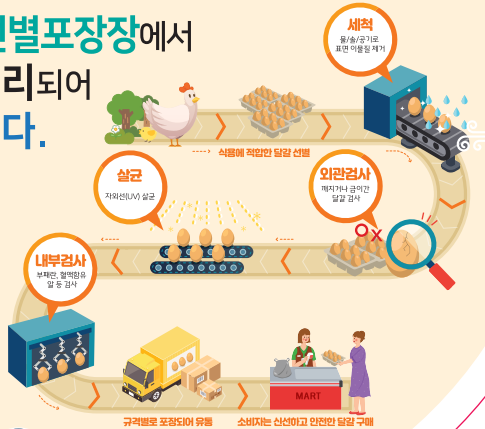 별포장장에서
리되어
다.
세척
물/솔/공기로
표면 이물질 제거
식용에 적합한 달걀 선별
살균
자외선(UV) 살균
외관검사
깨지거나 금이간
달걀 검사
내부검사
부패란, 혈액함유
알 등 검사
MART
규격별로 포장되어 유통
소비자는 신선하고 안전한 달걀 구매